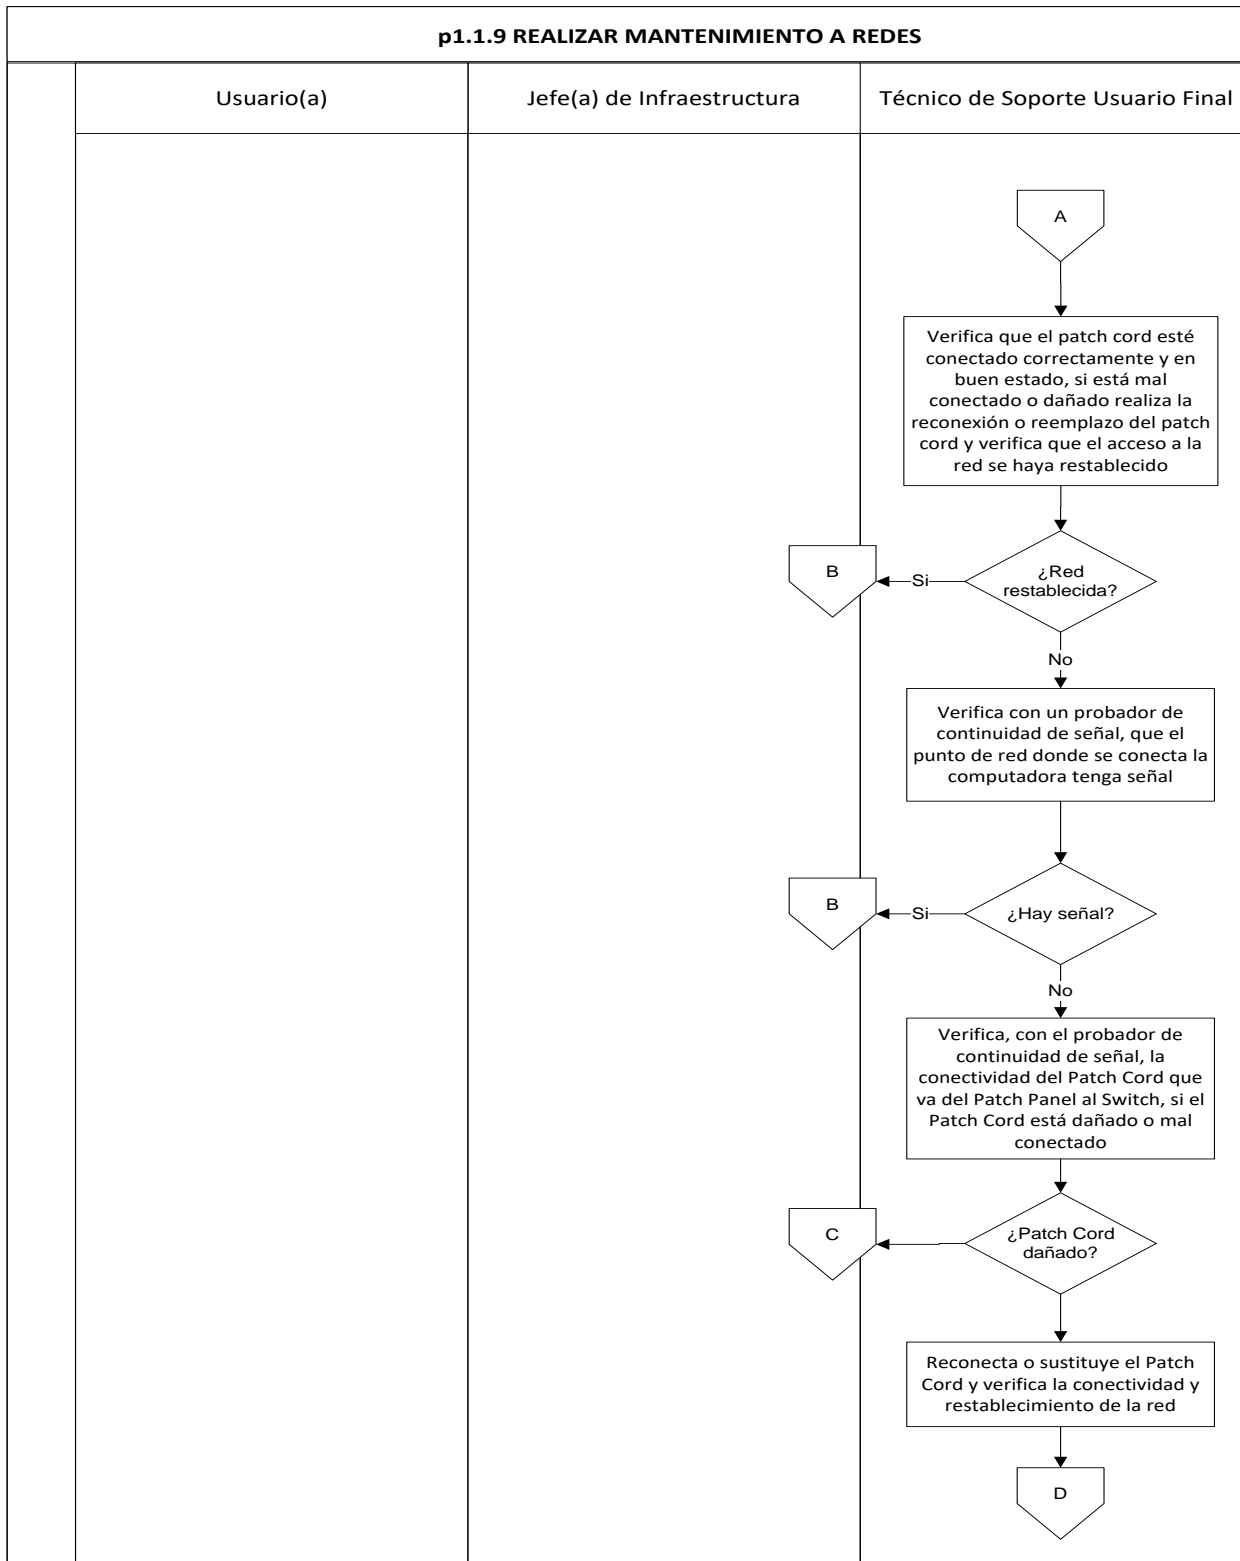 p1.1.9 REALIZAR MANTENIMIENTO A REDES
Usuario(a)
Jefe(a) de Infraestructura
Técnico de Soporte Usuario Final
A
Verifica que el patch cord esté
conectado correctamente y en
buen estado, si está mal
conectado o dañado realiza la
reconexión o reemplazo del patch
cord y verifica que el acceso a la
red se haya restablecido
¿Red
restablecida?
Si
B
No
Verifica con un probador de
continuidad de señal, que el
punto de red donde se conecta la
computadora tenga señal
¿Hay señal?
Si
B
No
Verifica, con el probador de
continuidad de señal, la
conectividad del Patch Cord que
va del Patch Panel al Switch, si el
Patch Cord está dañado o mal
conectado
¿Patch Cord
dañado?
C
Reconecta o sustituye el Patch
Cord y verifica la conectividad y
restablecimiento de la red
D